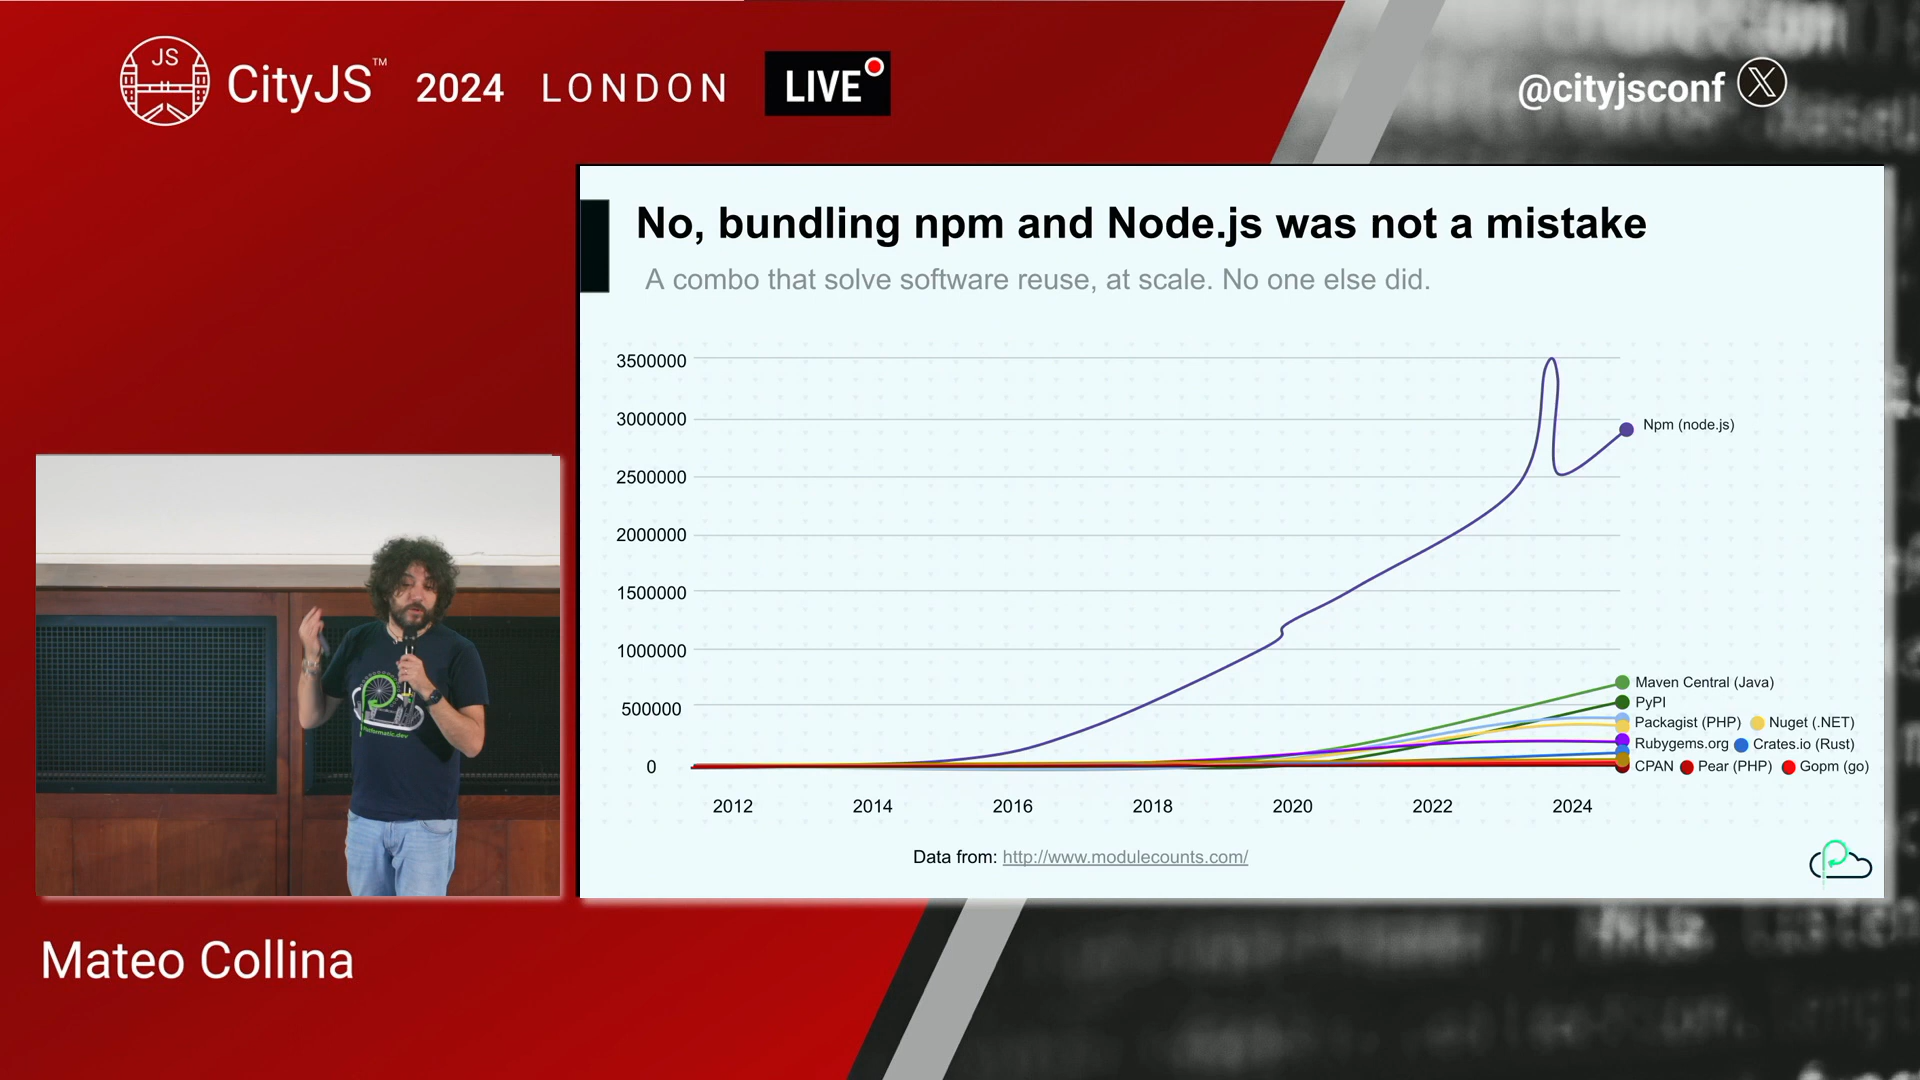 JS
CityJS™ 2024 LONDON LIVE
@cityjsconf
No, bundling npm and Node.js was not a mistake
A combo that solve software reuse, at scale. No one else did.
3500000
3000000
2500000
2000000
1500000
1000000
500000
0
Npm (node.js)
Maven Central (Java)
PyPI
Packagist (PHP) Nuget (.NET)
Rubygems.org Crates.io (Rust)
CPAN Pear (PHP) Gopm (go)
2012 2014 2016 2018 2020 2022 2024
Data from: http://www.modulecounts.com/
platformatic.dev
Mateo Collina